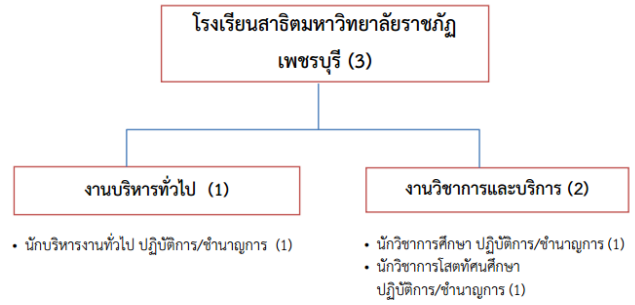 โรงเรียนสาธิตมหาวิทยาลัยราชภัฏ
เพชรบุรี (3)
งานบริหารทั่วไป (1)
• นักบริหารงานทั่วไป ปฏิบัติการ/ชำนาญการ (1)
งานวิชาการและบริการ (2)
• นักวิชาการศึกษา ปฏิบัติการ/ชำนาญการ (1)
• นักวิชาการโสตทัศนศึกษา
ปฏิบัติการ/ชำนาญการ (1)